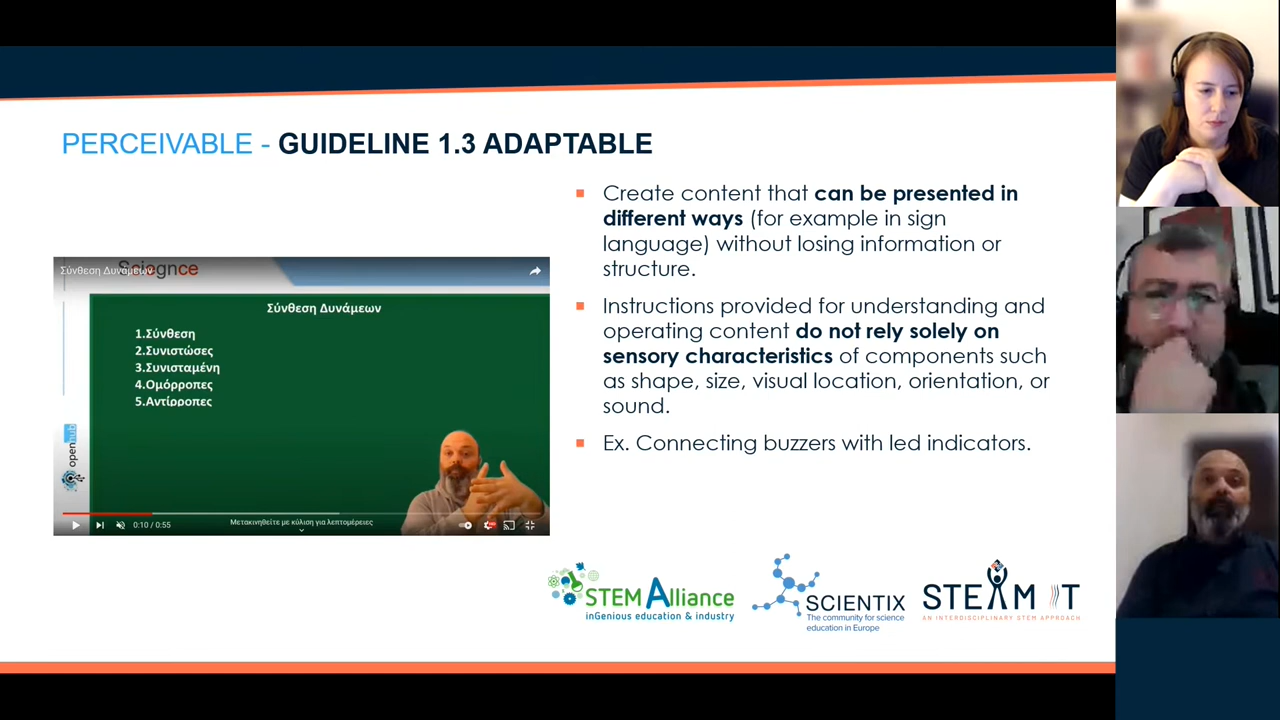 PERCEIVABLE - GUIDELINE 1.3 ADAPTABLE
Create content that can be presented in
different ways (for example in sign
language) without losing information or
structure.
Instructions provided for understanding and
operating content do not rely solely on
sensory characteristics of components such
as shape, size, visual location, orientation, or
sound.
Ex. Connecting buzzers with led indicators.
Σύνθεση Δυνάμεων
Sciegnce
Σύνθεση Δυνάμεων
1.Σύνθεση
2.Συνιστώσες
3.Συνισταμένη
4.Ομόρροπες
5.Αντίρροπες
openhub
0:10 / 0:55
Μετακινηθείτε με κύλιση για λεπτομέρειες
STEM Alliance
inGenious education & industry
SCIENTIX
The community for science
education in Europe
STEAM IT
AN INTERDISCIPLINARY STEM APPROACH